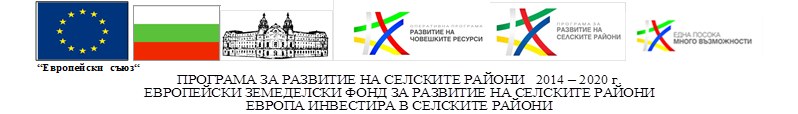 ОПЕРАТИВНА ПРОГРАМА
РАЗВИТИЕ НА
ЧОВЕШКИТЕ РЕСУРСИ
ПРОГРАМА ЗА
РАЗВИТИЕ НА
СЕЛСКИТЕ РАЙОНИ
ЕДНА ПОСОКА
МНОГО ВЪЗМОЖНОСТИ
“Европейски съюз“
ПРОГРАМА ЗА РАЗВИТИЕ НА СЕЛСКИТЕ РАЙОНИ 2014 – 2020 г.
ЕВРОПЕЙСКИ ЗЕМЕДЕЛСКИ ФОНД ЗА РАЗВИТИЕ НА СЕЛСКИТЕ РАЙОНИ
ЕВРОПА ИНВЕСТИРА В СЕЛСКИТЕ РАЙОНИ